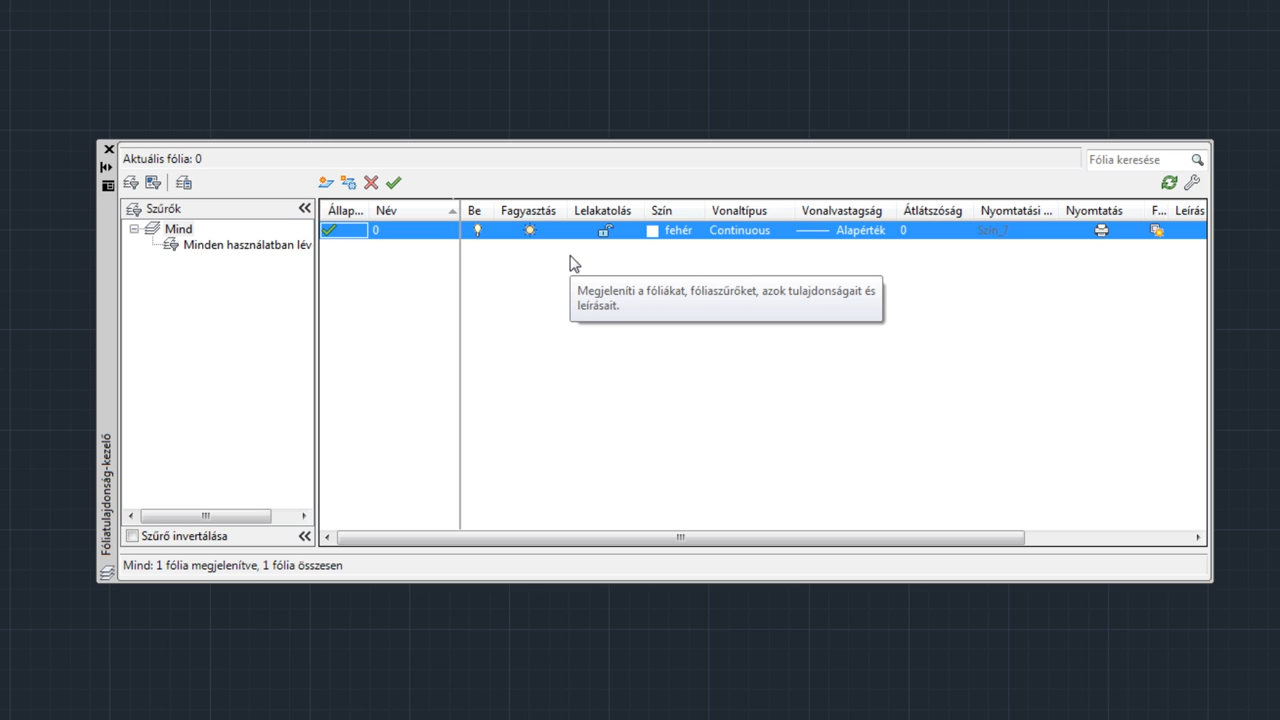 Aktuális fólia: 0
Fólia keresése
Szűrők
Állap... Név Be Fagyasztás Lelakatolás Szín Vonaltípus Vonalvastagság Átlátszóság Nyomtatási ... Nyomtatás F... Leírás
Mind
0 fehér Continuous Alapérték 0 Szín_7
Minden használatban lév
Megjeleníti a fóliákat, fóliaszűrőket, azok tulajdonságait és
leírásait.
Fóliatulajdonság-kezelő
Szűrő invertálása
Mind: 1 fólia megjelenítve, 1 fólia összesen